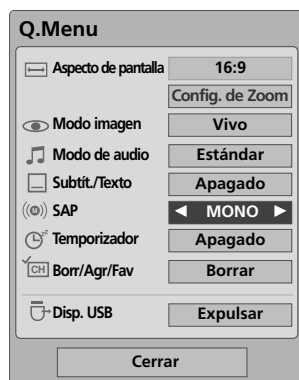 Q.Menu
Aspecto de pantalla 16:9
Config. de Zoom
Modo imagen Vivo
Modo de audio Estándar
Subtít./Texto Apagado
SAP ◀ MONO ▶
Temporizador Apagado
CH Borr/Agr/Fav Borrar
Disp. USB Expulsar
Cerrar